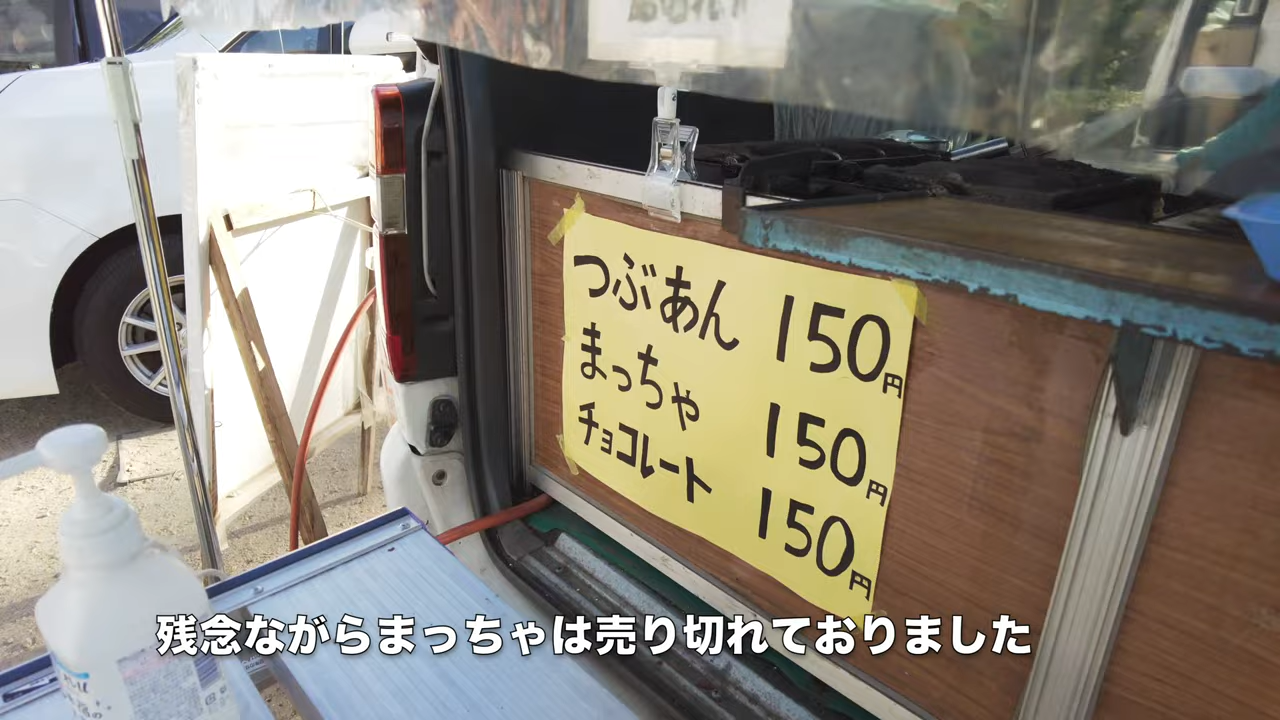 つぶあん 150円
まっちゃ 150円
チョコレート 150円
残念ながらまっちゃは売り切れておりました